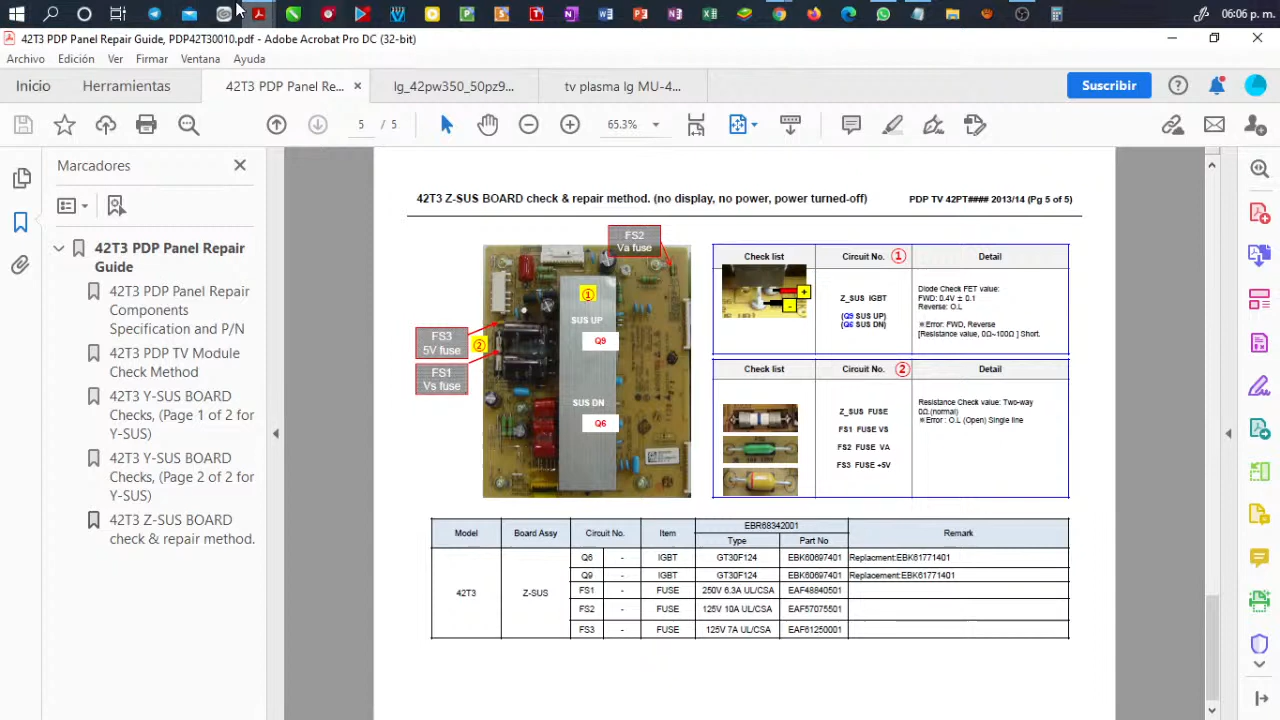 06:06 p. m.
42T3 PDP Panel Repair Guide, PDP42T30010.pdf - Adobe Acrobat Pro DC (32-bit)
Archivo Edición Ver Firmar Ventana Ayuda
Inicio Herramientas 42T3 PDP Panel Re... lg_42pw350_50pz9... tv plasma lg MU-4... Suscribir
5 / 5 65.3%
Marcadores
42T3 PDP Panel Repair
Guide
42T3 PDP Panel Repair
Components
Specification and P/N
42T3 PDP TV Module
Check Method
42T3 Y-SUS BOARD
Checks, (Page 1 of 2 for
Y-SUS)
42T3 Y-SUS BOARD
Checks, (Page 2 of 2 for
Y-SUS)
42T3 Z-SUS BOARD
check & repair method.
42T3 Z-SUS BOARD check & repair method. (no display, no power, power turned-off) PDP TV 42PT#### 2013/14 (Pg 5 of 5)
FS2
Va fuse
①
SUS UP
Q9
FS3
5V fuse
②
FS1
Vs fuse
SUS DN
Q6
Check list Circuit No. ① Detail
+
-
Z_SUS IGBT
(Q9 SUS UP)
(Q6 SUS DN)
Diode Check FET value:
FWD: 0.4V ± 0.1
Reverse: O.L
※Error: FWD, Reverse
[Resistance value, 0Ω~100Ω ] Short.
Check list Circuit No. ② Detail
Z_SUS FUSE
FS1 FUSE VS
FS2 FUSE VA
FS3 FUSE +5V
Resistance Check value: Two-way
0Ω.(normal)
※Error : O.L (Open) Single line
Model Board Assy Circuit No. Item EBR68342001 Remark
Type Part No
42T3 Z-SUS
Q6 - IGBT GT30F124 EBK60697401 Replacment:EBK61771401
Q9 - IGBT GT30F124 EBK60697401 Replacement:EBK61771401
FS1 - FUSE 250V 6.3A UL/CSA EAF48840501
FS2 - FUSE 125V 10A UL/CSA EAF57075501
FS3 - FUSE 125V 7A UL/CSA EAF61250001